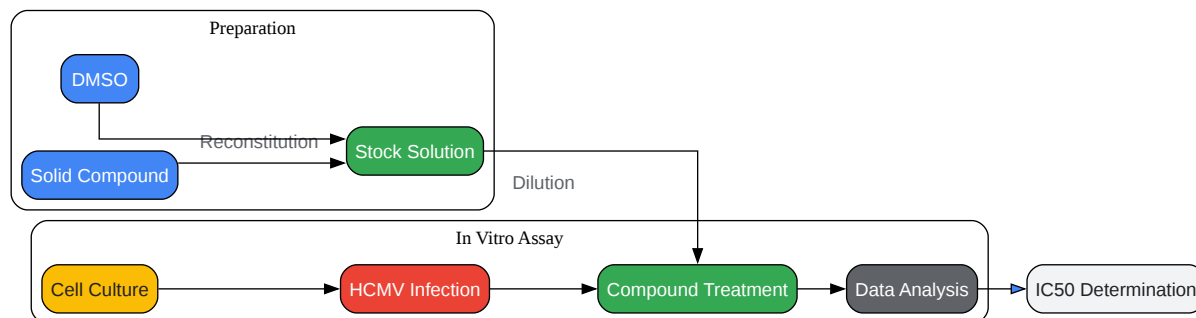 Preparation
DMSO
Reconstitution
Stock Solution
Solid Compound
Dilution
In Vitro Assay
Cell Culture
HCMV Infection
Compound Treatment
Data Analysis
IC50 Determination